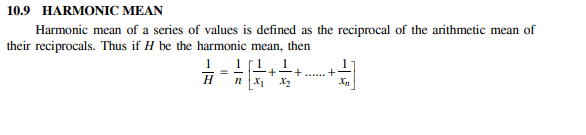 10.9 HARMONIC MEAN
Harmonic mean of a series of values is defined as the reciprocal of the arithmetic mean of
their reciprocals. Thus if H be the harmonic mean, then
1/H = 1/n [1/x₁ + 1/x₂ + ...... + 1/xₙ]